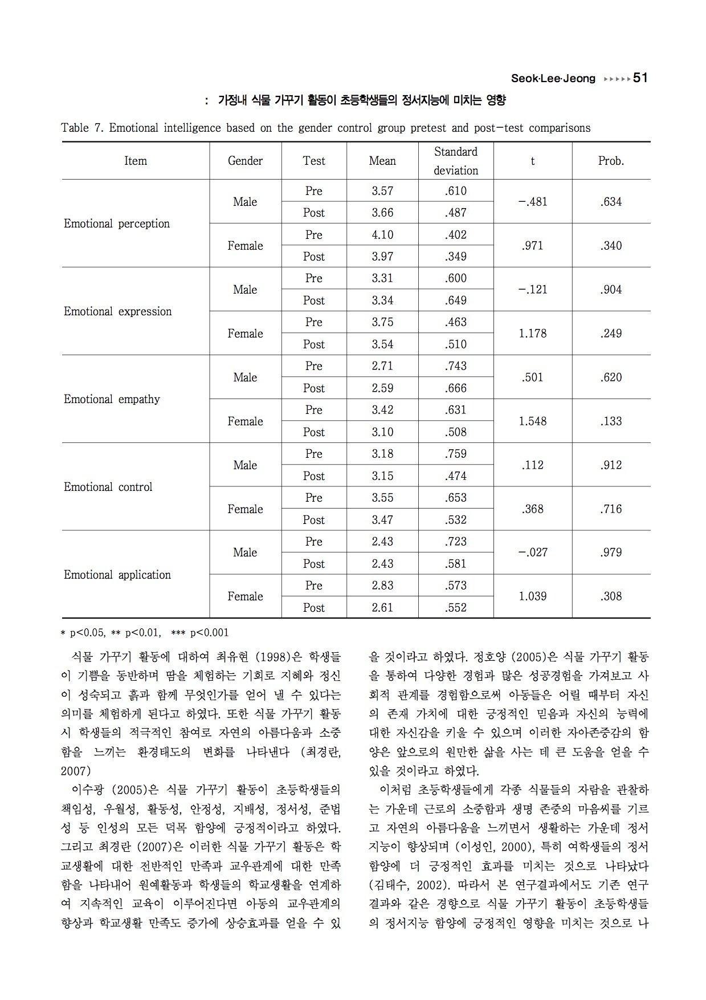 Seok·Lee·Jeong ▸▸▸▸▸51
: 가정내 식물 가꾸기 활동이 초등학생들의 정서지능에 미치는 영향
Table 7. Emotional intelligence based on the gender control group pretest and post-test comparisons
Item Gender Test Mean Standard deviation t Prob.
Emotional perception Male Pre 3.57 .610 -.481 .634
Post 3.66 .487
Female Pre 4.10 .402 .971 .340
Post 3.97 .349
Emotional expression Male Pre 3.31 .600 -.121 .904
Post 3.34 .649
Female Pre 3.75 .463 1.178 .249
Post 3.54 .510
Emotional empathy Male Pre 2.71 .743 .501 .620
Post 2.59 .666
Female Pre 3.42 .631 1.548 .133
Post 3.10 .508
Emotional control Male Pre 3.18 .759 .112 .912
Post 3.15 .474
Female Pre 3.55 .653 .368 .716
Post 3.47 .532
Emotional application Male Pre 2.43 .723 -.027 .979
Post 2.43 .581
Female Pre 2.83 .573 1.039 .308
Post 2.61 .552
* p<0.05, ** p<0.01, *** p<0.001
식물 가꾸기 활동에 대하여 최유현 (1998)은 학생들
이 기쁨을 동반하며 땀을 체험하는 기회로 지혜와 정신
이 성숙되고 흙과 함께 무엇인가를 얻어 낼 수 있다는
의미를 체험하게 된다고 하였다. 또한 식물 가꾸기 활동
시 학생들의 적극적인 참여로 자연의 아름다움과 소중
함을 느끼는 환경태도의 변화를 나타낸다 (최경란,
2007)
이수광 (2005)은 식물 가꾸기 활동이 초등학생들의
책임성, 우월성, 활동성, 안정성, 지배성, 정서성, 준법
성 등 인성의 모든 덕목 함양에 긍정적이라고 하였다.
그리고 최경란 (2007)은 이러한 식물 가꾸기 활동은 학
교생활에 대한 전반적인 만족과 교우관계에 대한 만족
함을 나타내어 원예활동과 학생들의 학교생활을 연계하
여 지속적인 교육이 이루어진다면 아동의 교우관계의
향상과 학교생활 만족도 증가에 상승효과를 얻을 수 있
을 것이라고 하였다. 정호양 (2005)은 식물 가꾸기 활동
을 통하여 다양한 경험과 많은 성공경험을 가져보고 사
회적 관계를 경험함으로써 아동들은 어릴 때부터 자신
의 존재 가치에 대한 긍정적인 믿음과 자신의 능력에
대한 자신감을 키울 수 있으며 이러한 자아존중감의 함
양은 앞으로의 원만한 삶을 사는 데 큰 도움을 얻을 수
있을 것이라고 하였다.
이처럼 초등학생들에게 각종 식물들의 자람을 관찰하
는 가운데 근로의 소중함과 생명 존중의 마음씨를 기르
고 자연의 아름다움을 느끼면서 생활하는 가운데 정서
지능이 향상되며 (이성인, 2000), 특히 여학생들의 정서
함양에 더 긍정적인 효과를 미치는 것으로 나타났다
(김태수, 2002). 따라서 본 연구결과에서도 기존 연구
결과와 같은 경향으로 식물 가꾸기 활동이 초등학생들
의 정서지능 함양에 긍정적인 영향을 미치는 것으로 나